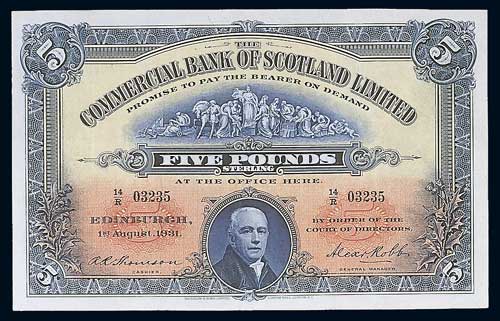 5 5
THE
COMMERCIAL BANK OF SCOTLAND LIMITED
PROMISE TO PAY THE BEARER ON DEMAND
FIVE POUNDS
STERLING
AT THE OFFICE HERE.
14/R 03235 14/R 03235
EDINBURGH, BY ORDER OF THE
1st August, 1931. COURT OF DIRECTORS.
Alexr Robb
CASHIER. GENERAL MANAGER.
5 5